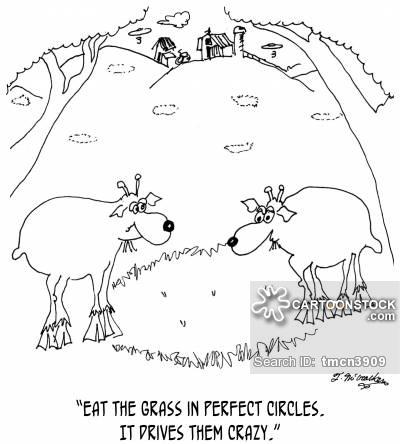 CARTOONSTOCK
.com
Search ID: tmcn3909
"EAT THE GRASS IN PERFECT CIRCLES.
IT DRIVES THEM CRAZY."